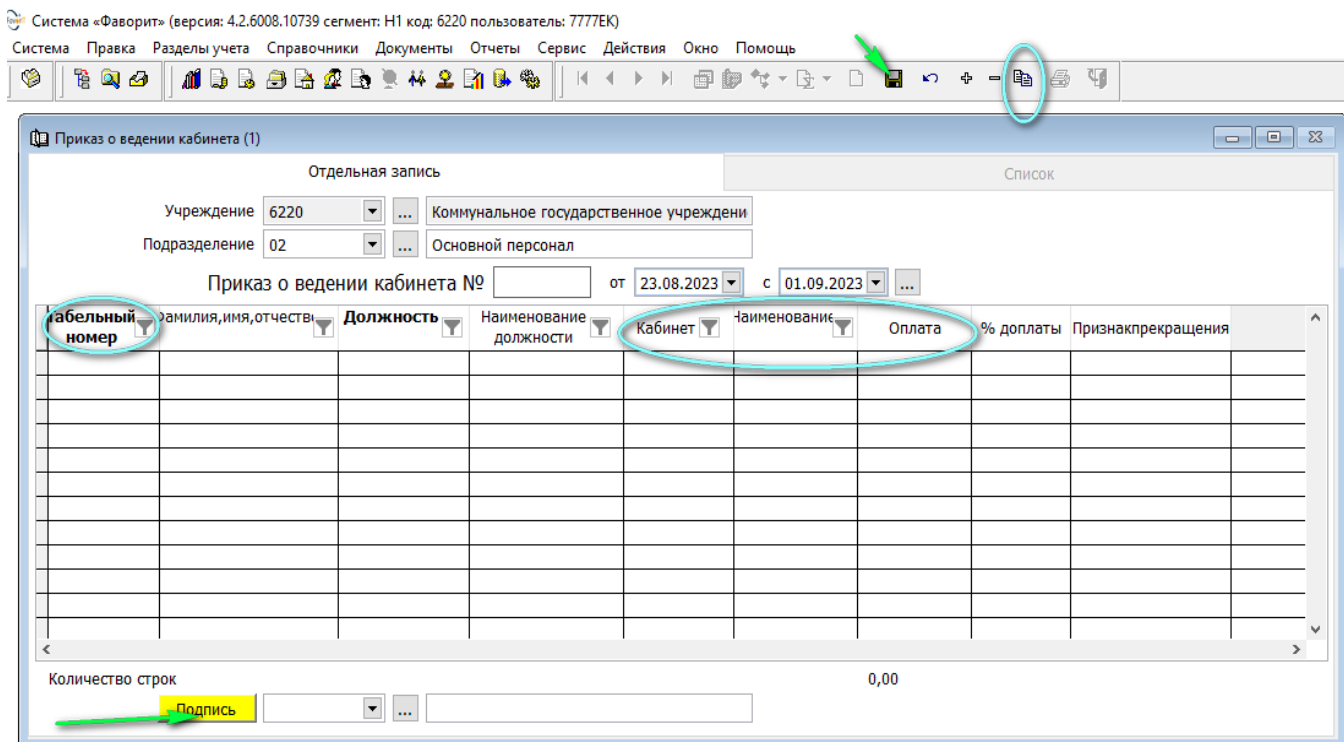 Система «Фаворит» (версия: 4.2.6008.10739 сегмент: Н1 код: 6220 пользователь: 7777ЕК)
Система Правка Разделы учета Справочники Документы Отчеты Сервис Действия Окно Помощь
Приказ о ведении кабинета (1)
Отдельная запись Список
Учреждение 6220 ... Коммунальное государственное учреждени
Подразделение 02 ... Основной персонал
Приказ о ведении кабинета № от 23.08.2023 с 01.09.2023 ...
Табельный номер Фамилия,имя,отчеств Должность Наименование должности Кабинет Наименование Оплата % доплаты Признакпрекращения
Количество строк 0,00
Подпись ...